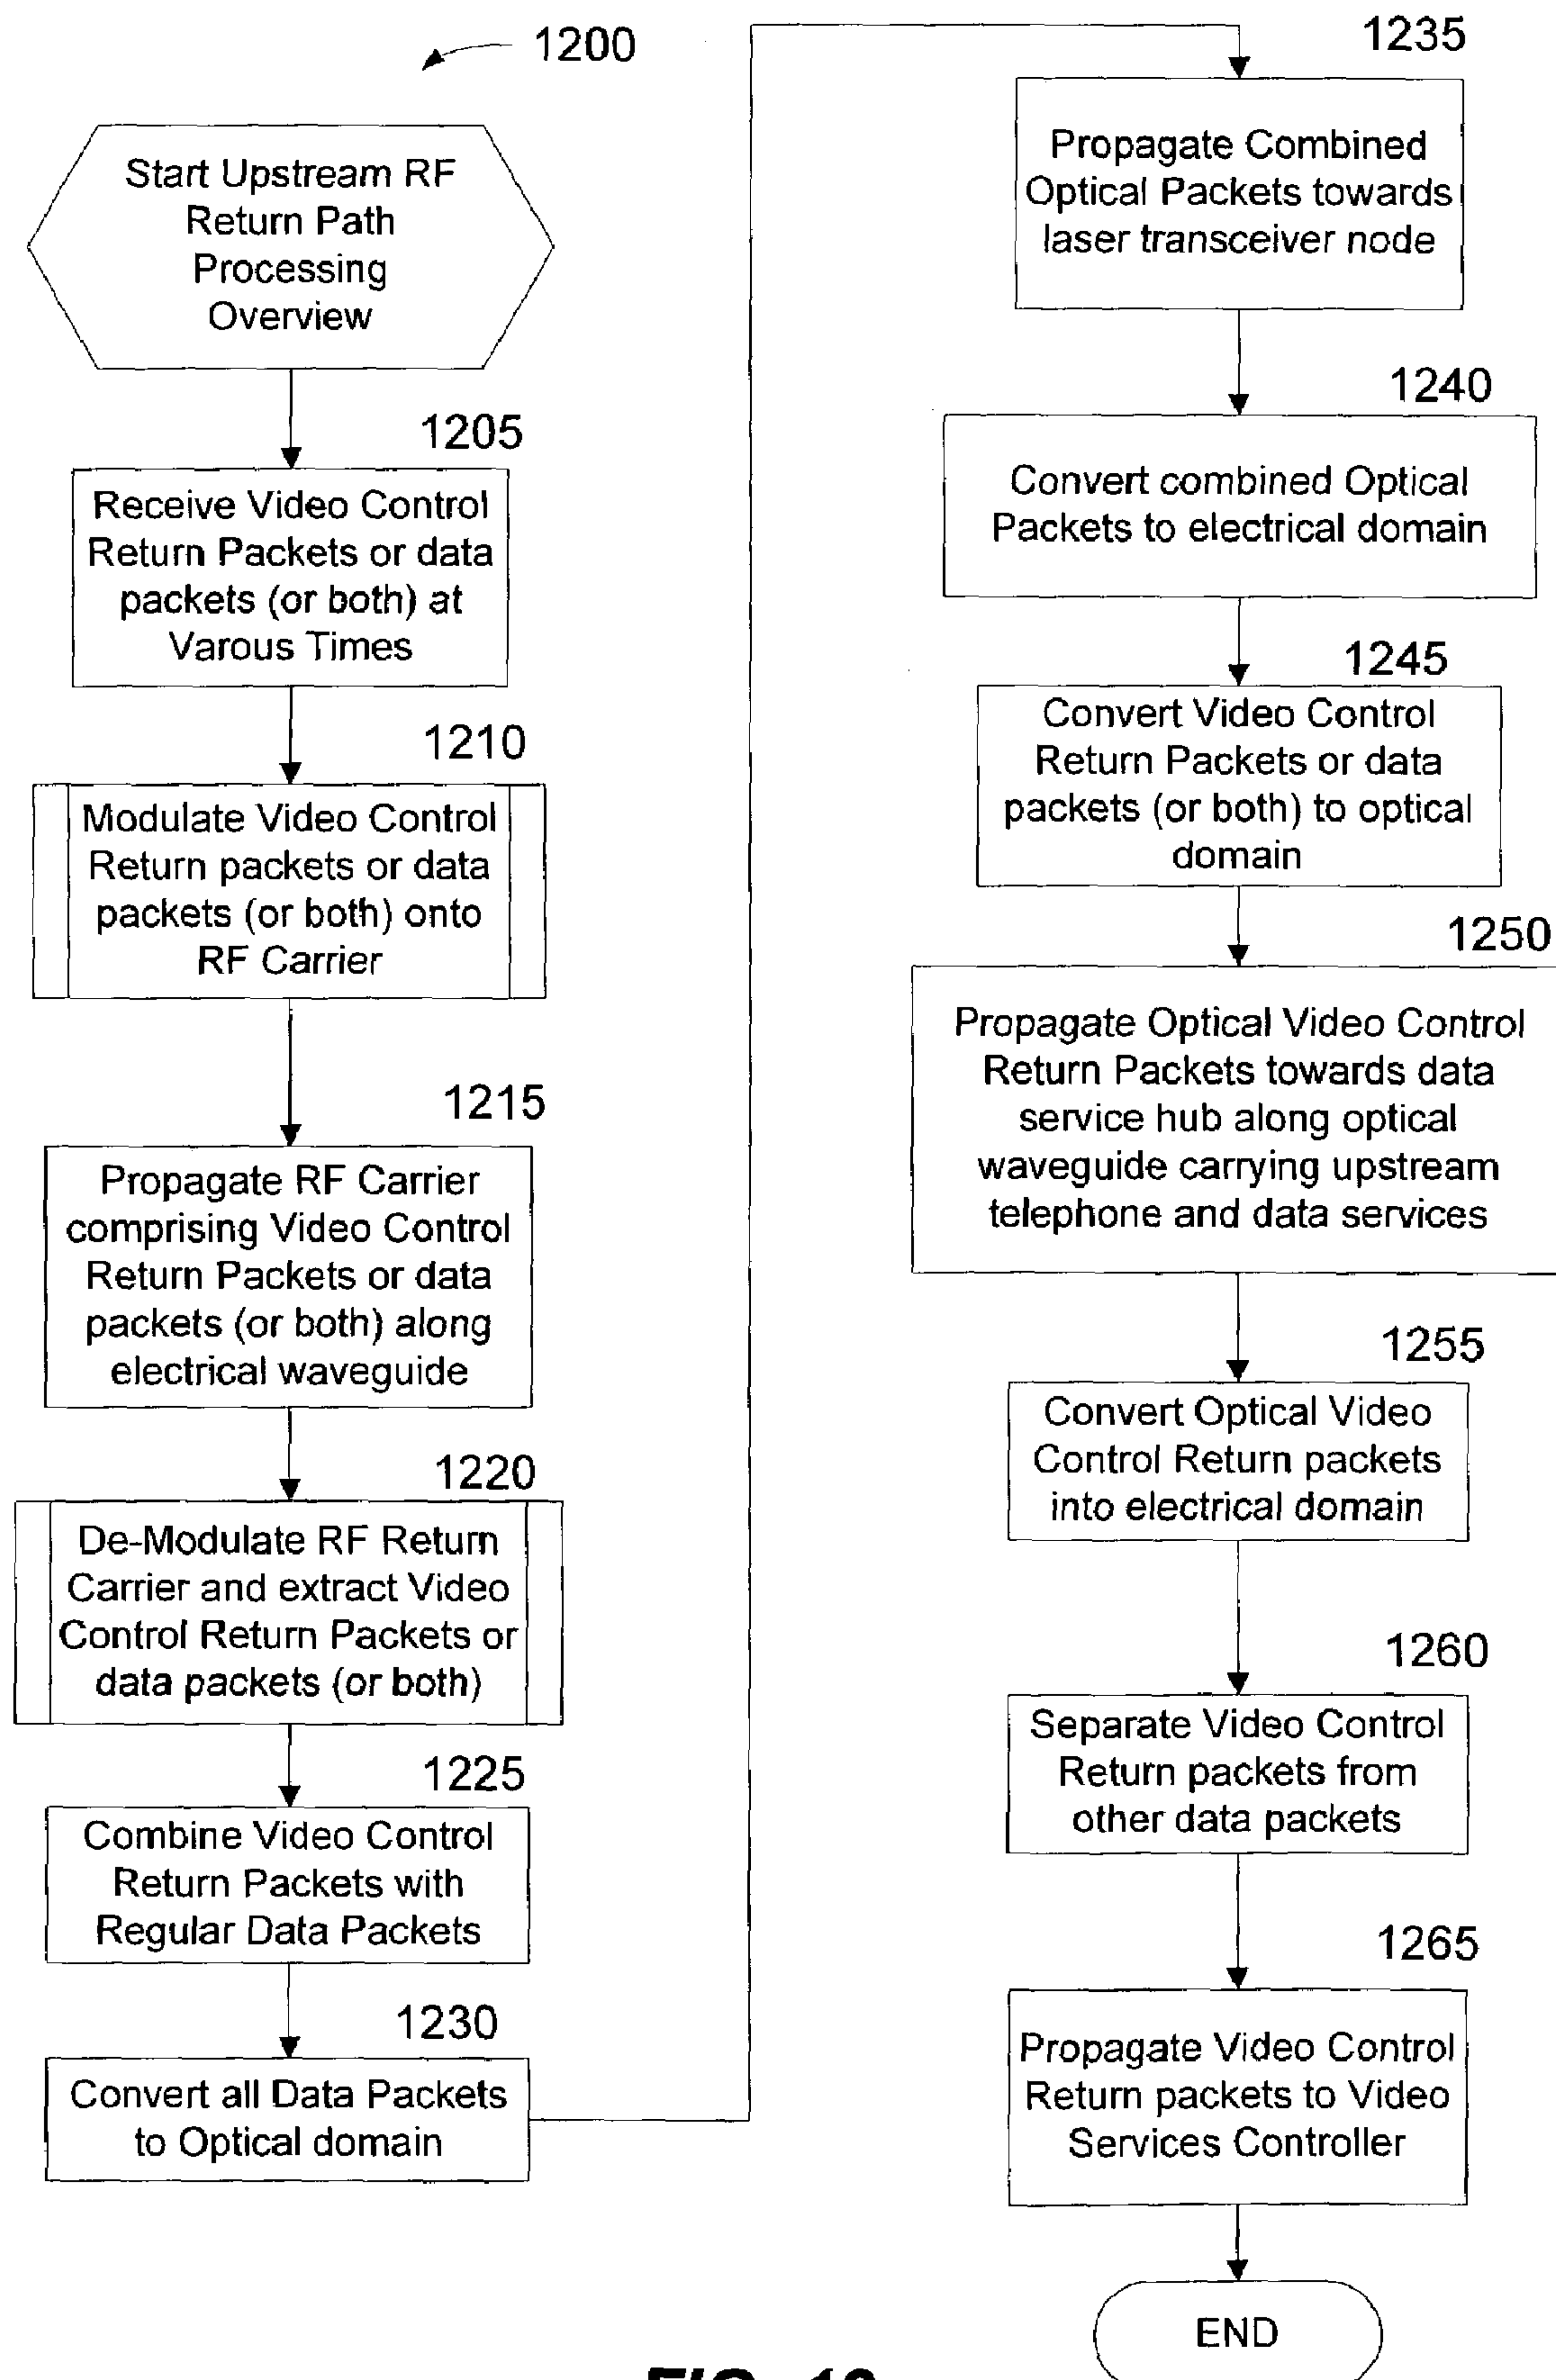 1200
Start Upstream RF
Return Path
Processing
Overview
1205
Receive Video Control
Return Packets or data
packets (or both) at
Varous Times
1210
Modulate Video Control
Return packets or data
packets (or both) onto
RF Carrier
1215
Propagate RF Carrier
comprising Video Control
Return Packets or data
packets (or both) along
electrical waveguide
1220
De-Modulate RF Return
Carrier and extract Video
Control Return Packets or
data packets (or both)
1225
Combine Video Control
Return Packets with
Regular Data Packets
1230
Convert all Data Packets
to Optical domain
1235
Propagate Combined
Optical Packets towards
laser transceiver node
1240
Convert combined Optical
Packets to electrical domain
1245
Convert Video Control
Return Packets or data
packets (or both) to optical
domain
1250
Propagate Optical Video Control
Return Packets towards data
service hub along optical
waveguide carrying upstream
telephone and data services
1255
Convert Optical Video
Control Return packets
into electrical domain
1260
Separate Video Control
Return packets from
other data packets
1265
Propagate Video Control
Return packets to Video
Services Controller
END
FIG.